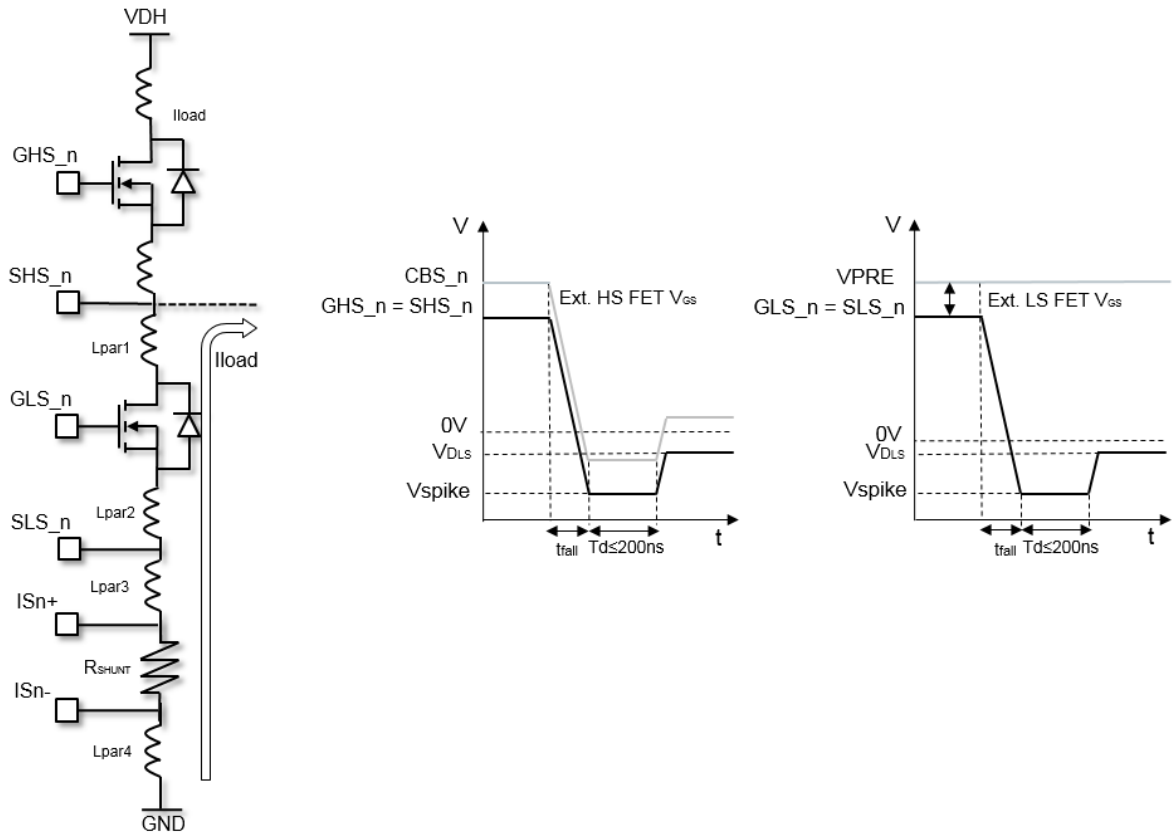 VDH
Iload
GHS_n
SHS_n
Lpar1
Iload
GLS_n
Lpar2
SLS_n
Lpar3
ISn+
RSHUNT
ISn-
Lpar4
GND
V
CBS_n
GHS_n = SHS_n
Ext. HS FET VGS
0V
VDLS
Vspike
tfall
Td≤200ns
t
V
VPRE
GLS_n = SLS_n
Ext. LS FET VGS
0V
VDLS
Vspike
tfall
Td≤200ns
t